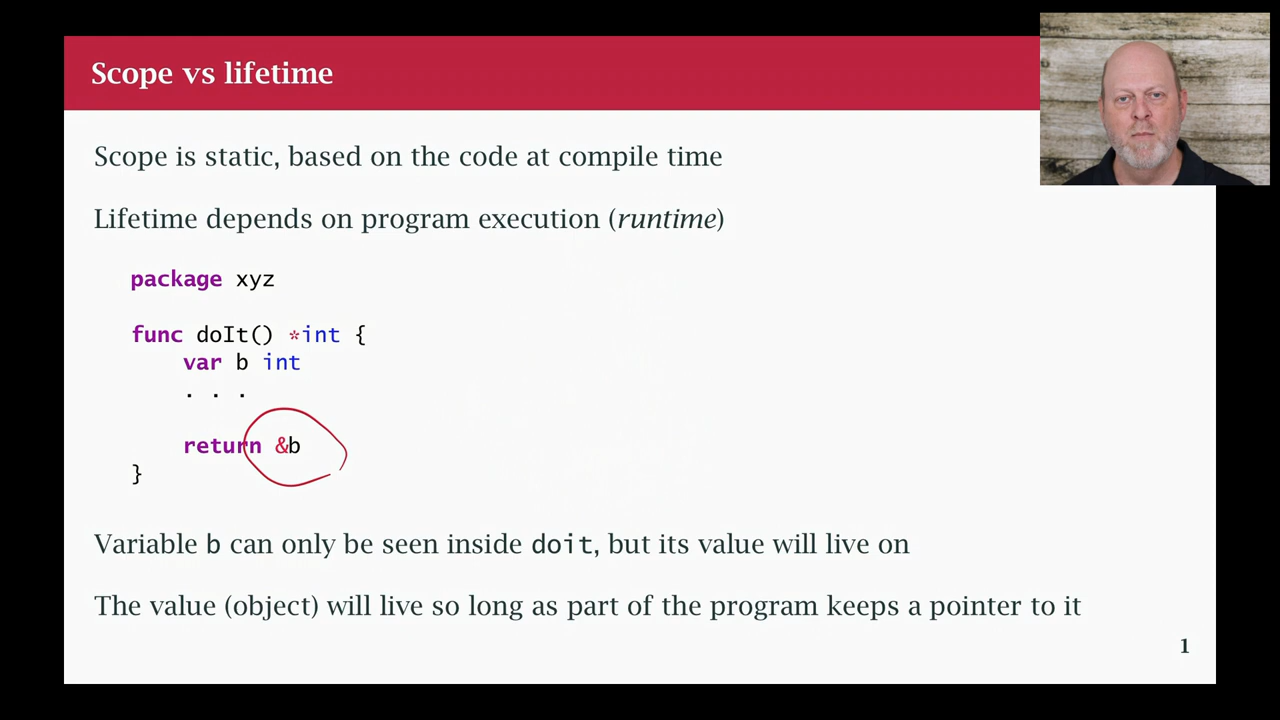 Scope vs lifetime
Scope is static, based on the code at compile time
Lifetime depends on program execution (runtime)
package xyz
func doIt() *int {
var b int
. . .
return &b
}
Variable b can only be seen inside doit, but its value will live on
The value (object) will live so long as part of the program keeps a pointer to it
1